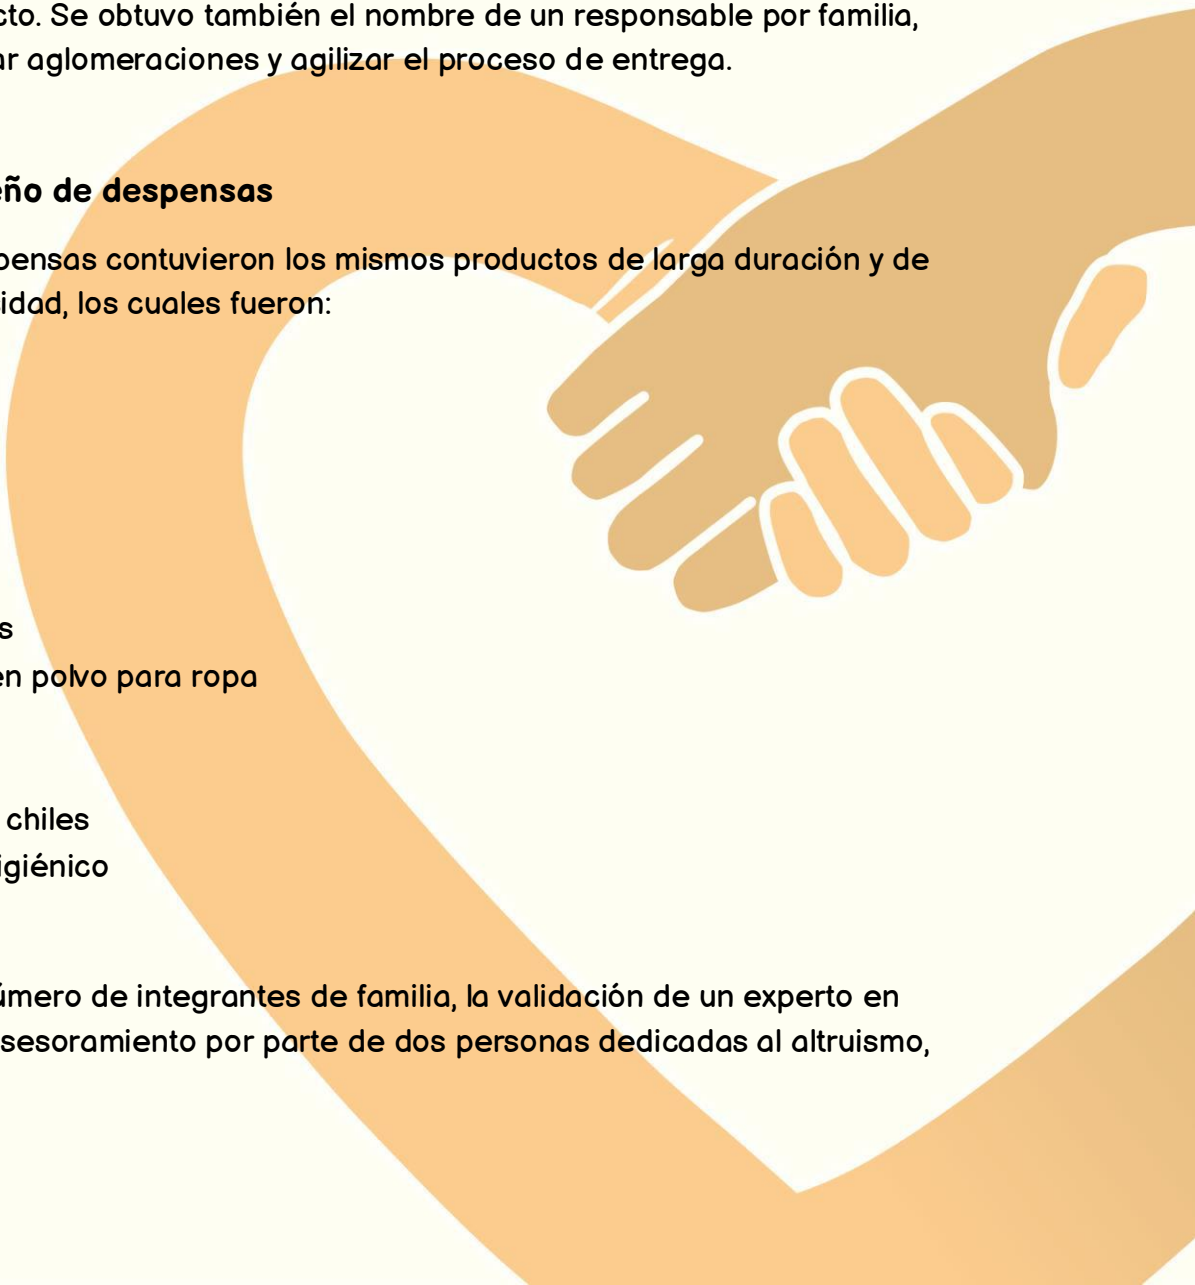 cto. Se obtuvo también el nombre de un responsable por familia,
ar aglomeraciones y agilizar el proceso de entrega.
eño de despensas
pensas contuvieron los mismos productos de larga duración y de
sidad, los cuales fueron:
s
en polvo para ropa
chiles
igiénico
úmero de integrantes de familia, la validación de un experto en
sesoramiento por parte de dos personas dedicadas al altruismo,